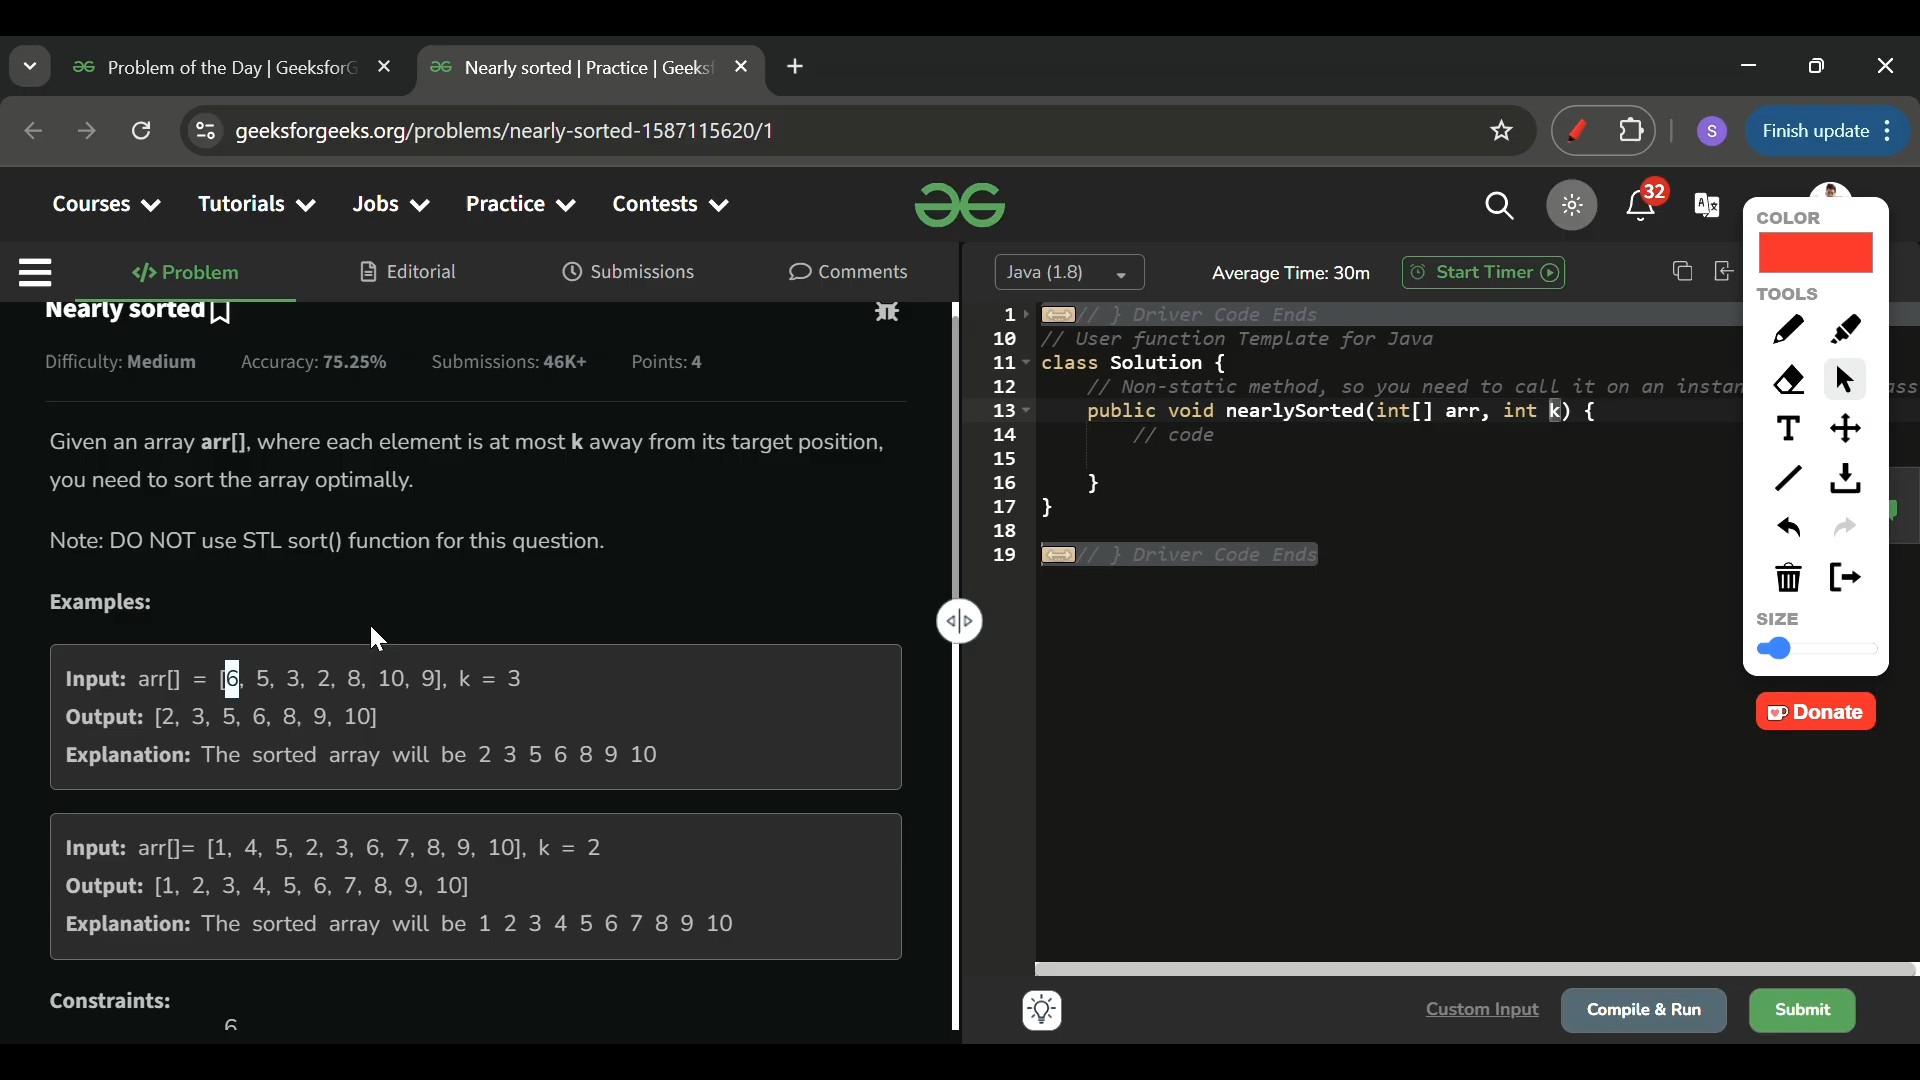 Problem of the Day | GeeksforG
Nearly sorted | Practice | Geeksf
geeksforgeeks.org/problems/nearly-sorted-1587115620/1
S
Finish update
Courses
Tutorials
Jobs
Practice
Contests
32
Problem
Editorial
Submissions
Comments
Nearly sorted
Difficulty: Medium
Accuracy: 75.25%
Submissions: 46K+
Points: 4
Given an array arr[], where each element is at most k away from its target position,
you need to sort the array optimally.
Note: DO NOT use STL sort() function for this question.
Examples:
Input: arr[] = [6, 5, 3, 2, 8, 10, 9], k = 3
Output: [2, 3, 5, 6, 8, 9, 10]
Explanation: The sorted array will be 2 3 5 6 8 9 10
Input: arr[]= [1, 4, 5, 2, 3, 6, 7, 8, 9, 10], k = 2
Output: [1, 2, 3, 4, 5, 6, 7, 8, 9, 10]
Explanation: The sorted array will be 1 2 3 4 5 6 7 8 9 10
Constraints:
6
Java (1.8)
Average Time: 30m
Start Timer
1 // } Driver Code Ends
10 // User function Template for Java
11 class Solution {
12 // Non-static method, so you need to call it on an instan ass
13 public void nearlySorted(int[] arr, int k) {
14 // code
15
16 }
17 }
18
19 // } Driver Code Ends
Custom Input
Compile & Run
Submit
COLOR
TOOLS
T
SIZE
Donate